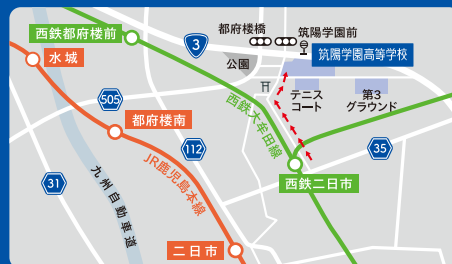 西鉄都府楼前
3
都府楼橋
筑陽学園前
筑陽学園高等学校
水城
公園
テニス
コート
第3
グラウンド
505
都府楼南
西鉄大牟田線
112
JR鹿児島本線
35
西鉄二日市
31
九州自動車道
二日市